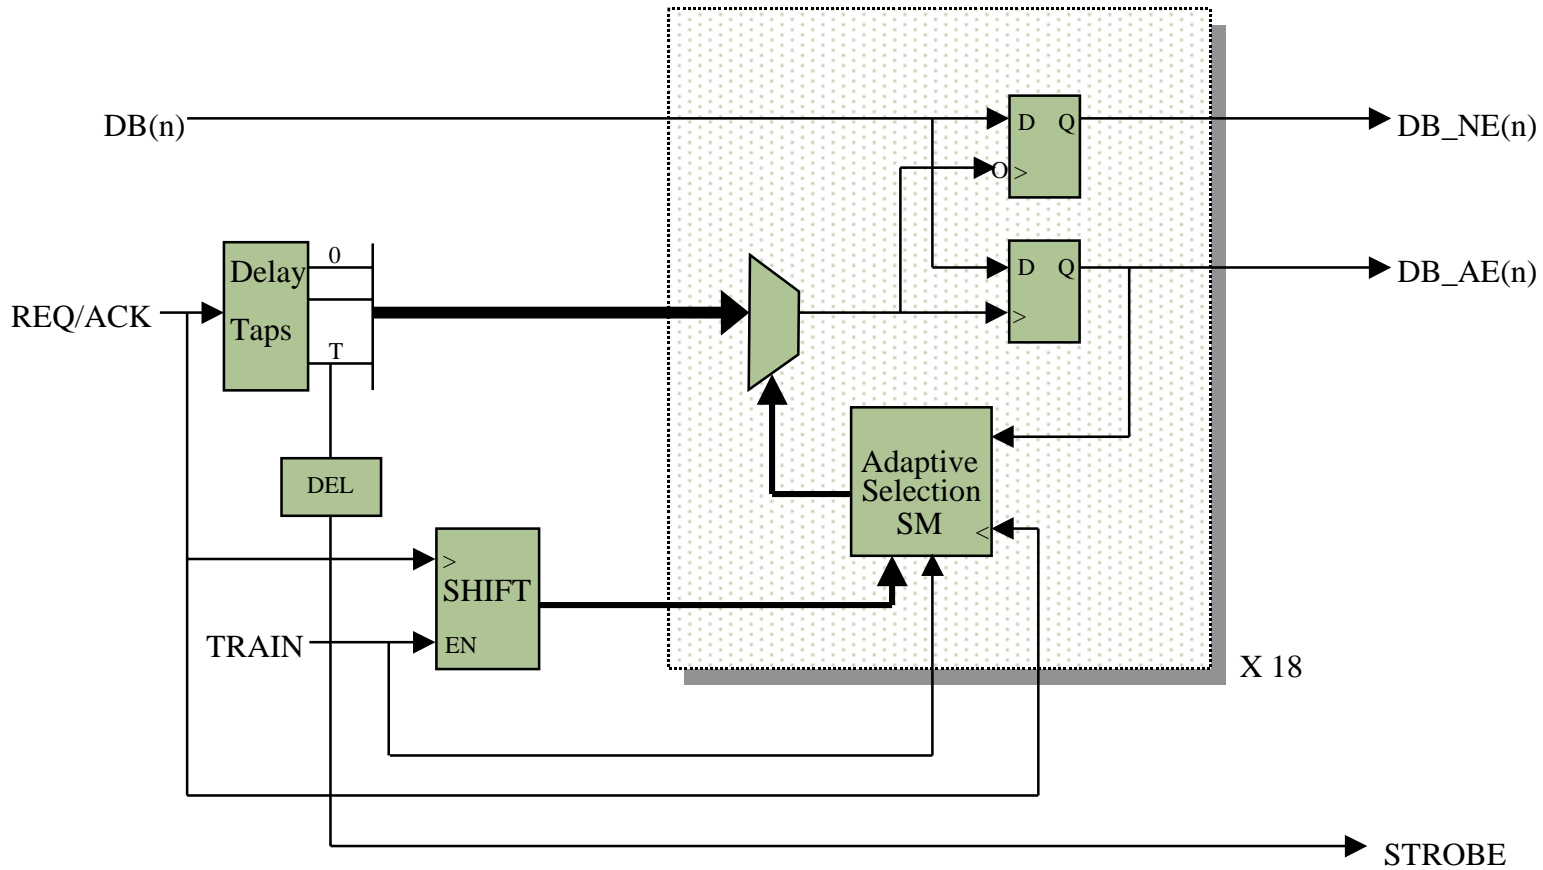 DB(n)
D Q
O >
DB_NE(n)
0
Delay
Taps
T
REQ/ACK
D Q
>
DB_AE(n)
DEL
Adaptive
Selection
SM
<
>
SHIFT
EN
TRAIN
X 18
STROBE